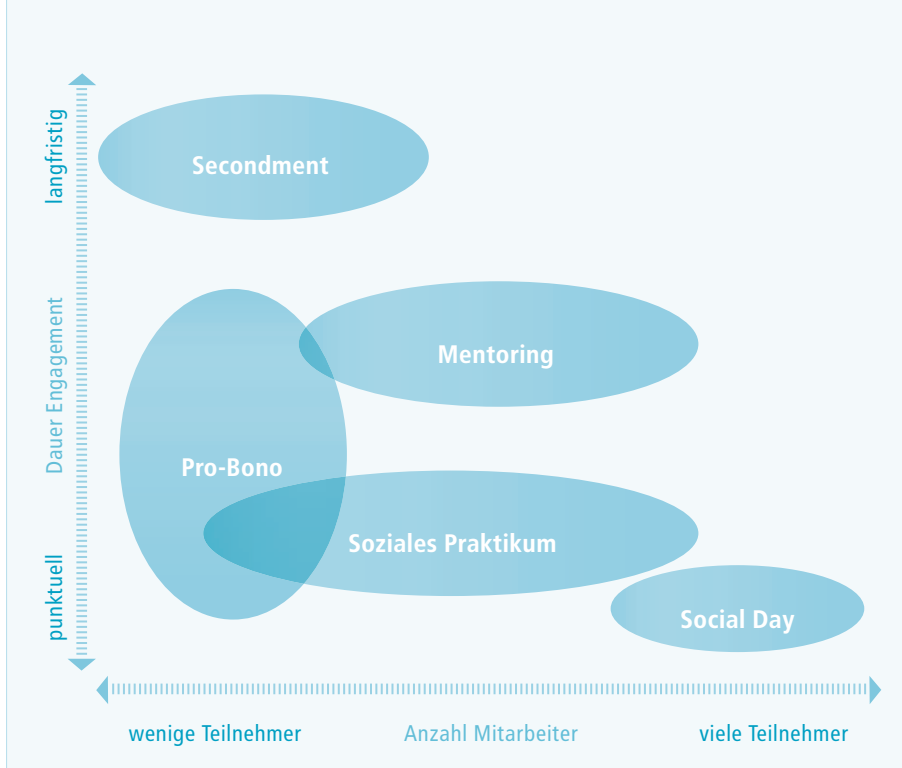 langfristig
Secondment
Dauer Engagement
Mentoring
Pro-Bono
Soziales Praktikum
punktuell
Social Day
wenige Teilnehmer
Anzahl Mitarbeiter
viele Teilnehmer